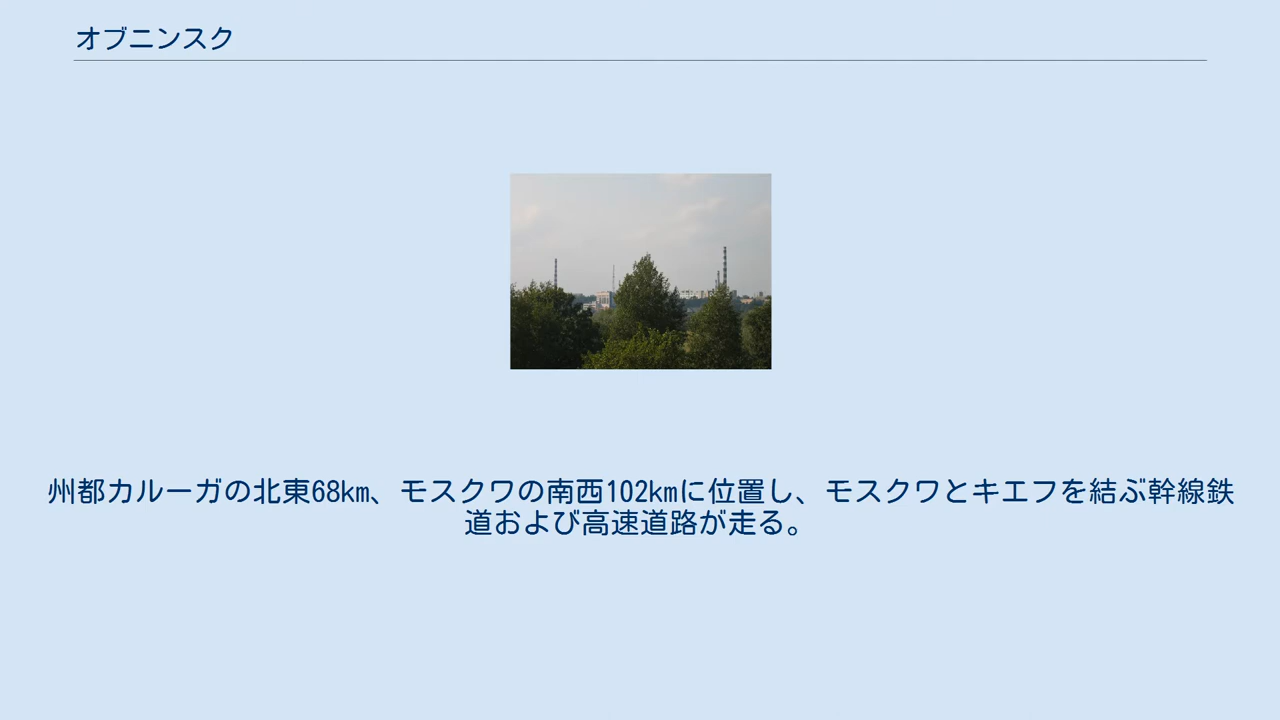 オブニンスク
州都カルーガの北東68km、モスクワの南西102kmに位置し、モスクワとキエフを結ぶ幹線鉄
道および高速道路が走る。